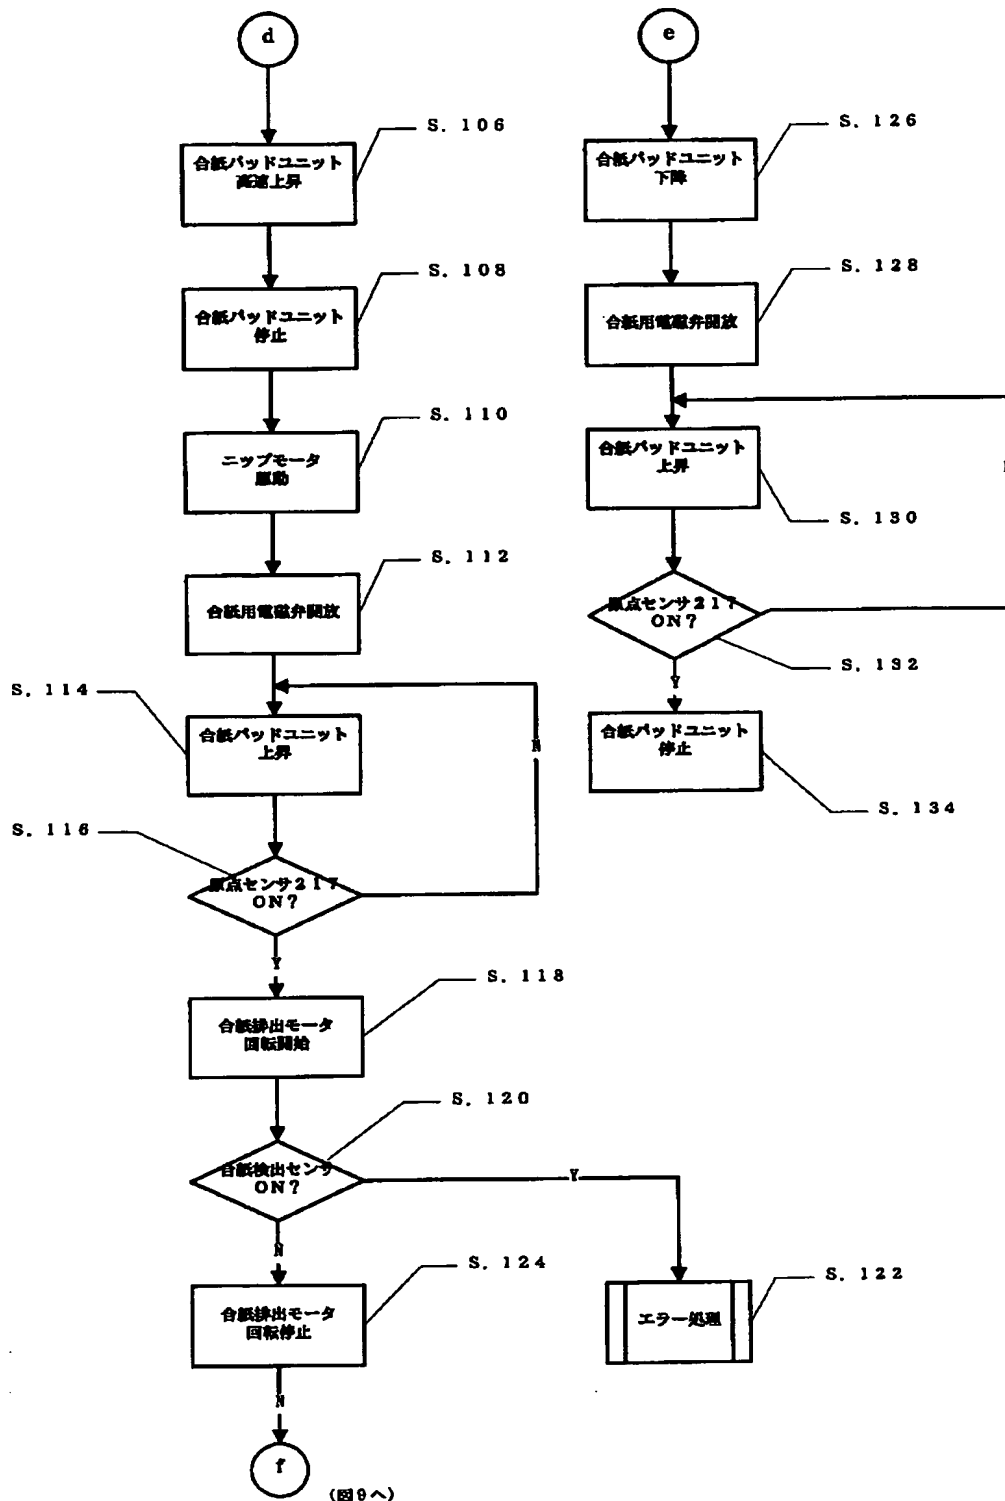 d
S. 106
合紙パッドユニット
高速上昇
S. 108
合紙パッドユニット
停止
S. 110
ニップモータ
駆動
S. 112
合紙用電磁弁開放
S. 114
合紙パッドユニット
上昇
N
S. 116
原点センサ217
ON?
Y
S. 118
合紙排出モータ
回転開始
S. 120
合紙検出センサ
ON?
Y
N
S. 124
合紙排出モータ
回転停止
S. 122
エラー処理
N
f
(図9へ)
e
S. 126
合紙パッドユニット
下降
S. 128
合紙用電磁弁開放
合紙パッドユニット
上昇
S. 130
原点センサ217
ON?
S. 132
Y
合紙パッドユニット
停止
S. 134